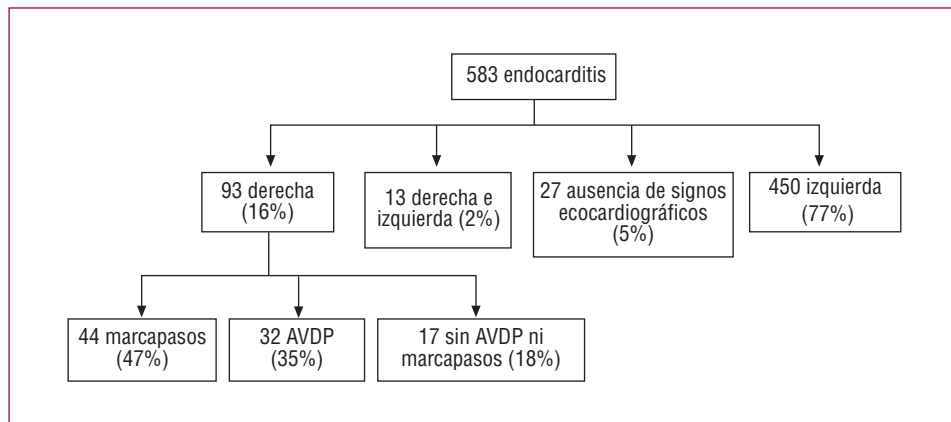 583 endocarditis
93 derecha
(16%)
13 derecha e
izquierda (2%)
27 ausencia de signos
ecocardiográficos
(5%)
450 izquierda
(77%)
44 marcapasos
(47%)
32 AVDP
(35%)
17 sin AVDP ni
marcapasos (18%)